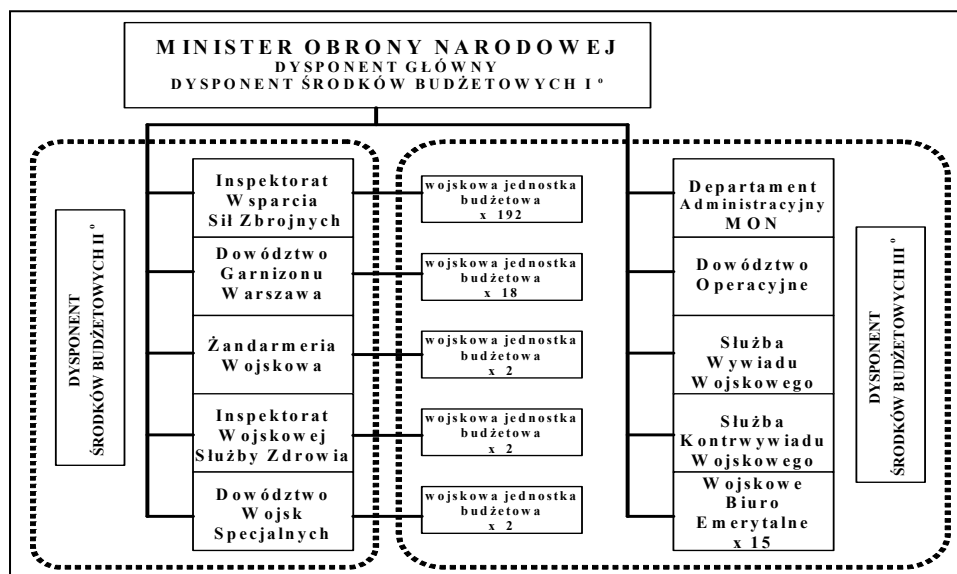 MINISTER OBRONY NARODOWEJ
DYSPONENT GŁÓWNY
DYSPONENT ŚRODKÓW BUDŻETOWYCH I º
DYSPONENT
ŚRODKÓW BUDŻETOWYCH II º
Inspektorat
Wsparcia
Sił Zbrojnych
Dowództwo
Garnizonu
Warszawa
Żandarmeria
Wojskowa
Inspektorat
Wojskowej
Służby Zdrowia
Dowództwo
Wojsk
Specjalnych
wojskowa jednostka
budżetowa
x 192
wojskowa jednostka
budżetowa
x 18
wojskowa jednostka
budżetowa
x 2
wojskowa jednostka
budżetowa
x 2
wojskowa jednostka
budżetowa
x 2
Departament
Administracyjny
MON
Dowództwo
Operacyjne
Służba
Wywiadu
Wojskowego
Służba
Kontrwywiadu
Wojskowego
Wojskowe
Biuro
Emerytalne
x 15
DYSPONENT
ŚRODKÓW BUDŻETOWYCH III º